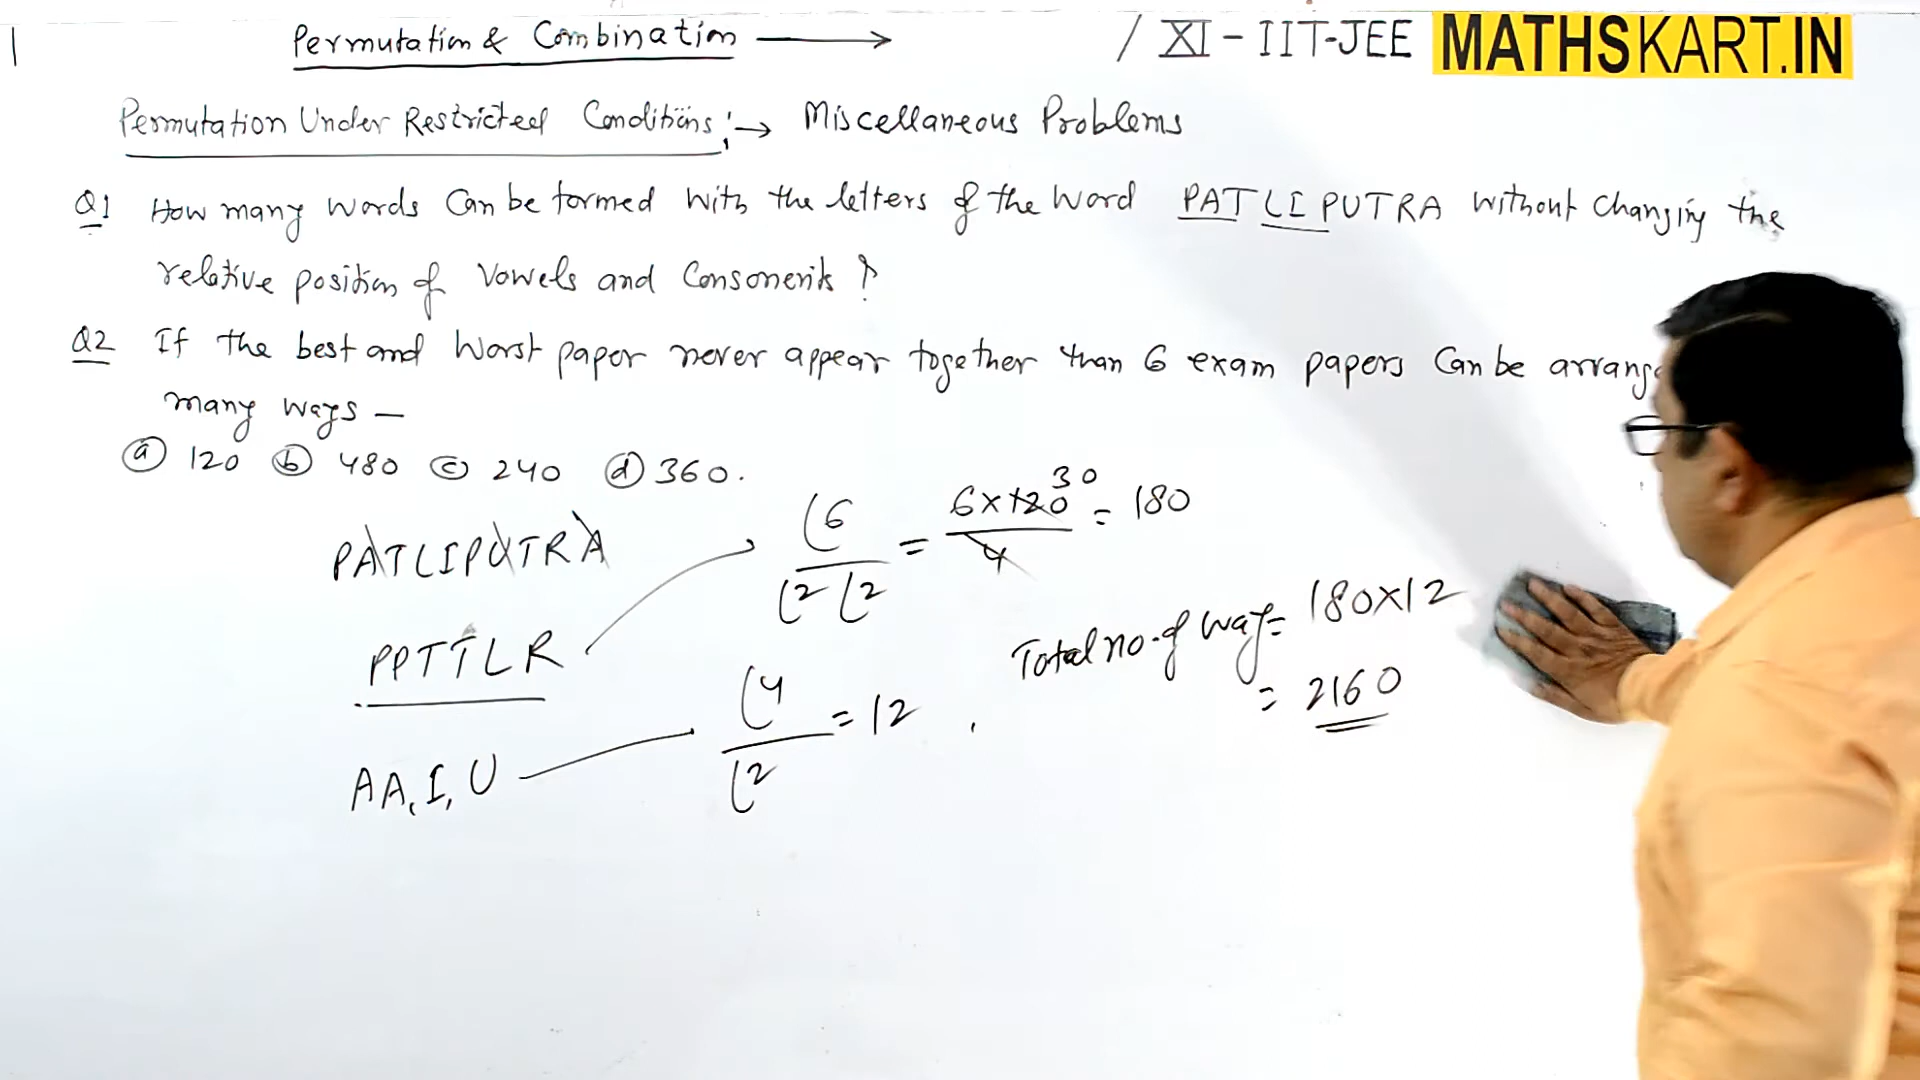 Permutation & Combination → / XI - IIT-JEE MATHSKART.IN
Permutation Under Restricted Conditions :→ Miscellaneous Problems
Q1 How many words can be formed with the letters of the word PATLIPUTRA without changing the
relative position of vowels and consonents ?
Q2 If the best and worst paper never appear together than 6 exam papers can be arrang
many ways —
(a) 120 (b) 480 (c) 240 (d) 360.
PATLIPUTRA
PPTTLR
AA, I, U
⌊6 / ⌊2 ⌊2 = 6×120 / 4 = 180
30
⌊4 / ⌊2 = 12
Total no. of way = 180×12
= 2160